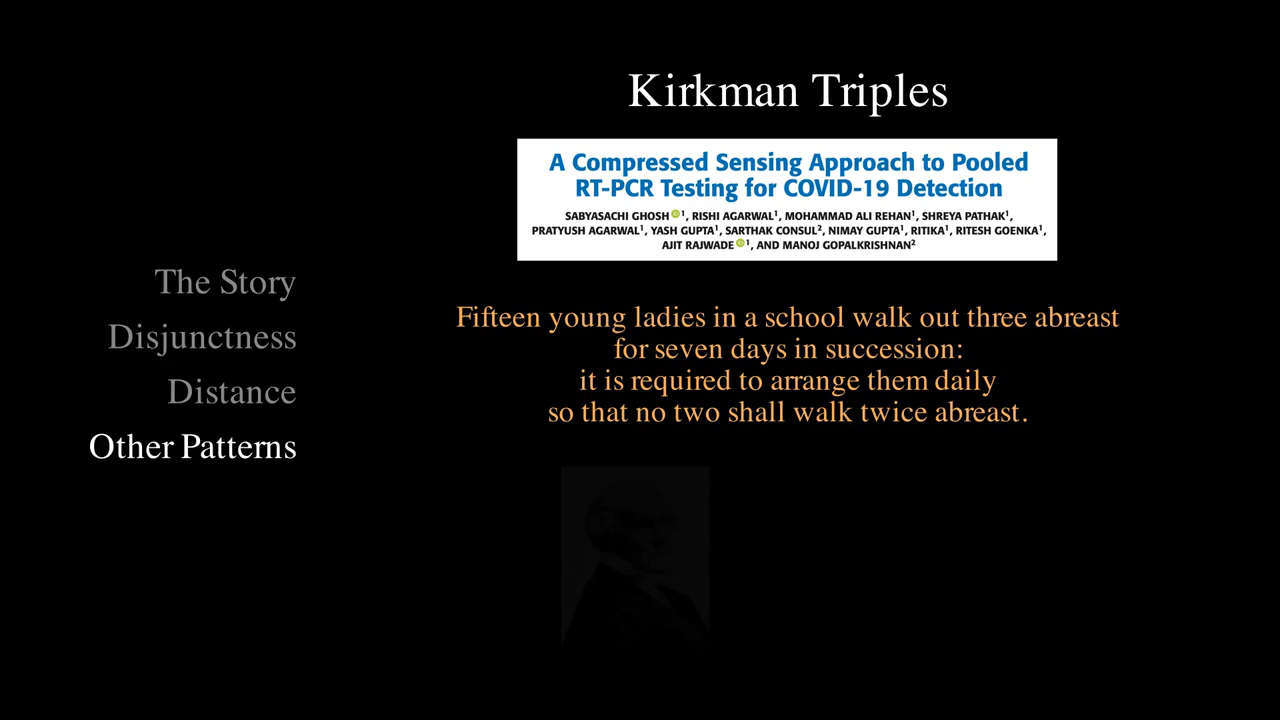 Kirkman Triples
A Compressed Sensing Approach to Pooled
RT-PCR Testing for COVID-19 Detection
SABYASACHI GHOSH 1, RISHI AGARWAL1, MOHAMMAD ALI REHAN1, SHREYA PATHAK1,
PRATYUSH AGARWAL1, YASH GUPTA1, SARTHAK CONSUL2, NIMAY GUPTA1, RITIKA1, RITESH GOENKA1,
AJIT RAJWADE 1, AND MANOJ GOPALKRISHNAN2
The Story
Disjunctness
Distance
Other Patterns
Fifteen young ladies in a school walk out three abreast
for seven days in succession:
it is required to arrange them daily
so that no two shall walk twice abreast.